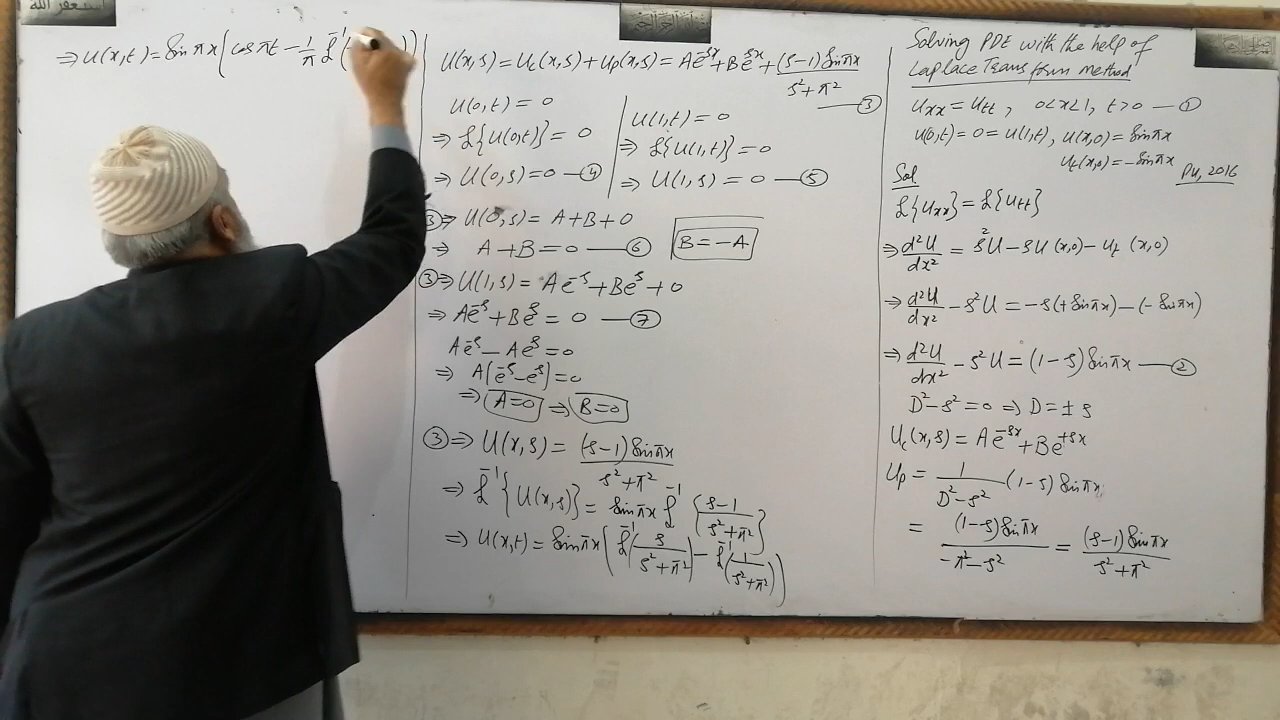 استغفر الله
Solving PDE with the help of
Laplace Transform method
Uxx = Utt , 0<x<1, t>0 — ①
U(0,t) = 0 = U(1,t), U(x,0) = Sin πx
Ut(x,0) = -Sin πx
Sol
PU, 2016
ℒ{Uxx} = ℒ{Utt}
⇒ d²U/dx² = s²U - sU(x,0) - Ut(x,0)
⇒ d²U/dx² - s²U = -s(+Sin πx) - (-Sin πx)
⇒ d²U/dx² - s²U = (1-s) Sin πx — ②
D² - s² = 0 ⇒ D = ± s
Uc(x,s) = Ae^-sx + Be^+sx
Up = 1/(D²-s²) (1-s) Sin πx
= (1-s) Sin πx/(-π²-s²) = (s-1) Sin πx/(s²+π²)
U(x,s) = Uc(x,s) + Up(x,s) = Ae^-sx + Be^sx + (s-1) Sin πx/(s²+π²) — ③
U(0,t) = 0
⇒ ℒ{U(0,t)} = 0
⇒ U(0,s) = 0 — ④
U(1,t) = 0
⇒ ℒ{U(1,t)} = 0
⇒ U(1,s) = 0 — ⑤
③ ⇒ U(0,s) = A + B + 0
⇒ A + B = 0 — ⑥
B = -A
③ ⇒ U(1,s) = Ae^-s + Be^s + 0
⇒ Ae^-s + Be^s = 0 — ⑦
Ae^-s - Ae^s = 0
⇒ A[e^-s - e^s] = 0
⇒ A=0 ⇒ B=0
③ ⇒ U(x,s) = (s-1) Sin πx/(s²+π²)
⇒ ℒ^-1{U(x,s)} = Sin πx ℒ^-1{(s-1)/(s²+π²)}
⇒ U(x,t) = Sin πx (ℒ^-1(s/(s²+π²)) - ℒ^-1(1/(s²+π²)))
⇒ U(x,t) = Sin πx (cos πt - 1/π ℒ^-1(